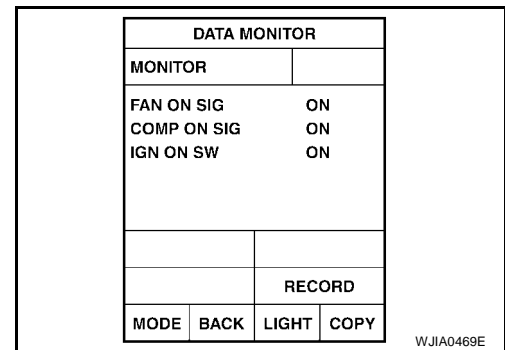 DATA MONITOR
MONITOR
FAN ON SIG ON
COMP ON SIG ON
IGN ON SW ON
RECORD
MODE BACK LIGHT COPY
WJIA0469E